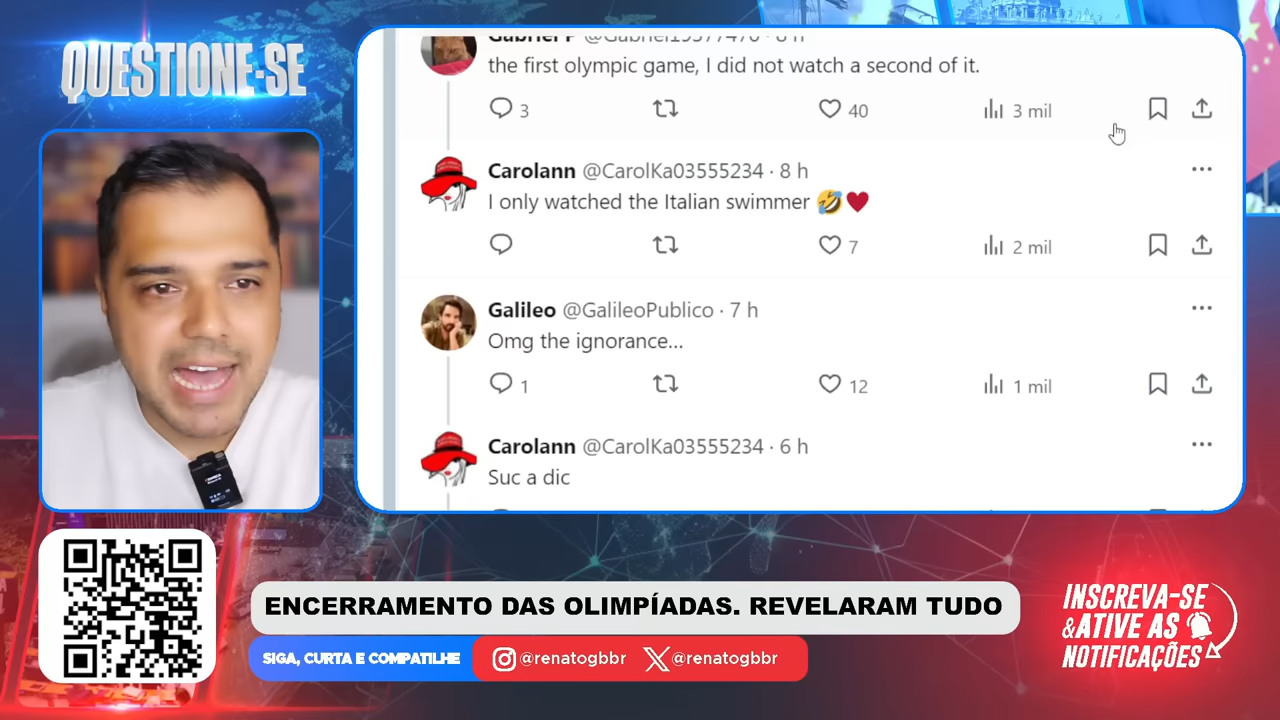 QUESTIONE-SE
Gabriel P @Gabriel19377470 · 8 h
the first olympic game, I did not watch a second of it.
3 40 3 mil
Carolann @CarolKa03555234 · 8 h
I only watched the Italian swimmer 🤣♥
7 2 mil
Galileo @GalileoPublico · 7 h
Omg the ignorance...
1 12 1 mil
Carolann @CarolKa03555234 · 6 h
Suc a dic
ENCERRAMENTO DAS OLIMPÍADAS. REVELARAM TUDO
SIGA, CURTA E COMPATILHE
@renatogbbr
@renatogbbr
INSCREVA-SE
&ATIVE AS
NOTIFICAÇÕES